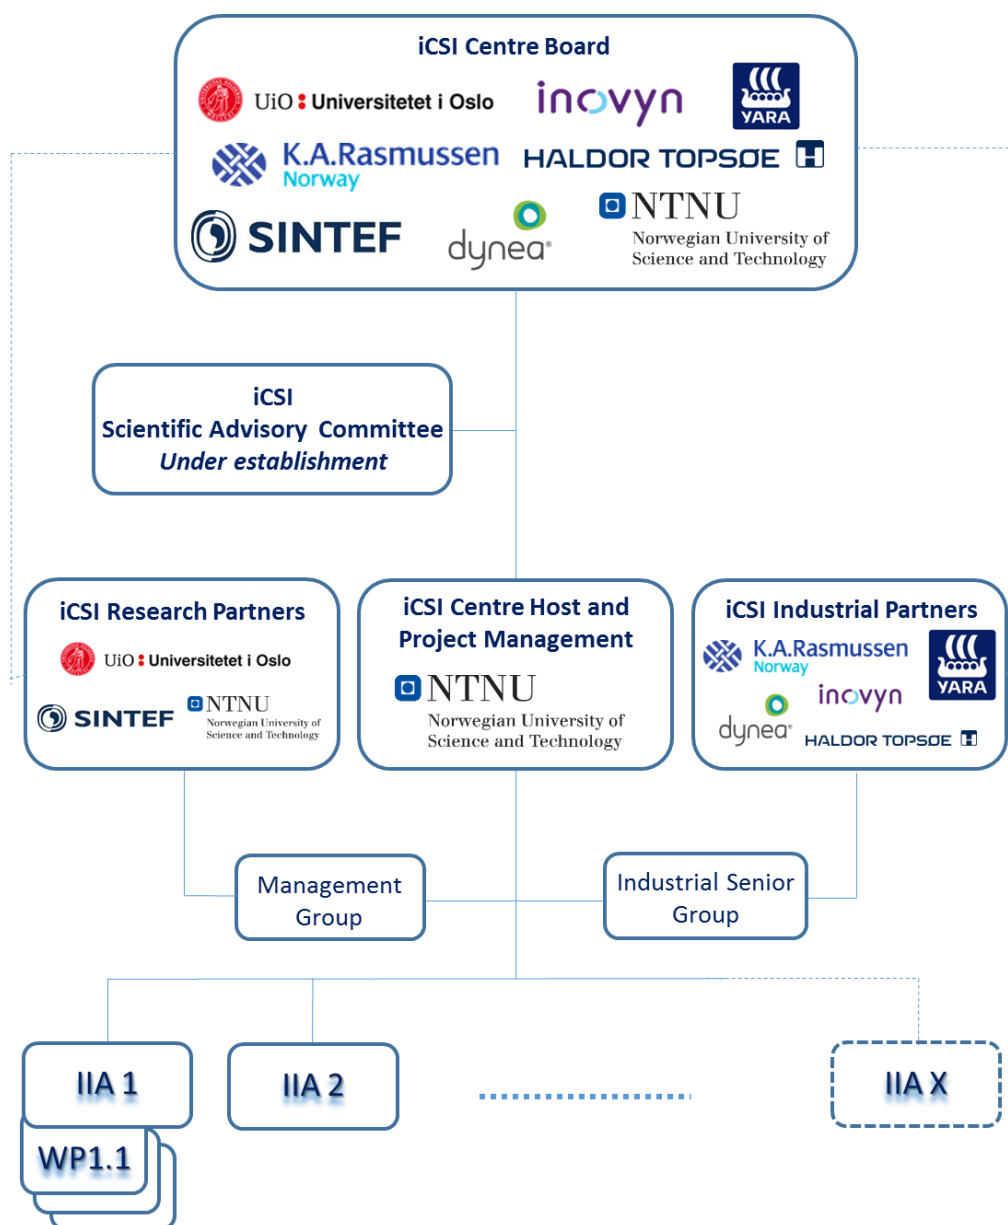 iCSI Centre Board
UiO : Universitetet i Oslo
inovyn
YARA
K.A.Rasmussen
Norway
HALDOR TOPSØE H
SINTEF
dynea®
NTNU
Norwegian University of
Science and Technology
iCSI
Scientific Advisory Committee
Under establishment
iCSI Research Partners
UiO : Universitetet i Oslo
SINTEF
NTNU
Norwegian University of
Science and Technology
iCSI Centre Host and
Project Management
NTNU
Norwegian University of
Science and Technology
iCSI Industrial Partners
K.A.Rasmussen
Norway
YARA
inovyn
dynea®
HALDOR TOPSØE H
Management
Group
Industrial Senior
Group
IIA 1
IIA 2
IIA X
WP1.1